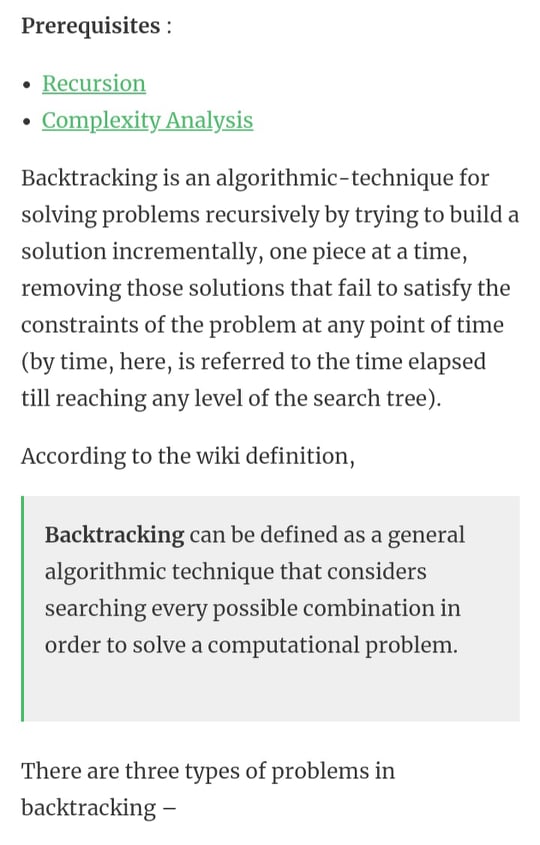 Prerequisites :
• Recursion
• Complexity Analysis
Backtracking is an algorithmic-technique for
solving problems recursively by trying to build a
solution incrementally, one piece at a time,
removing those solutions that fail to satisfy the
constraints of the problem at any point of time
(by time, here, is referred to the time elapsed
till reaching any level of the search tree).
According to the wiki definition,
Backtracking can be defined as a general
algorithmic technique that considers
searching every possible combination in
order to solve a computational problem.
There are three types of problems in
backtracking –